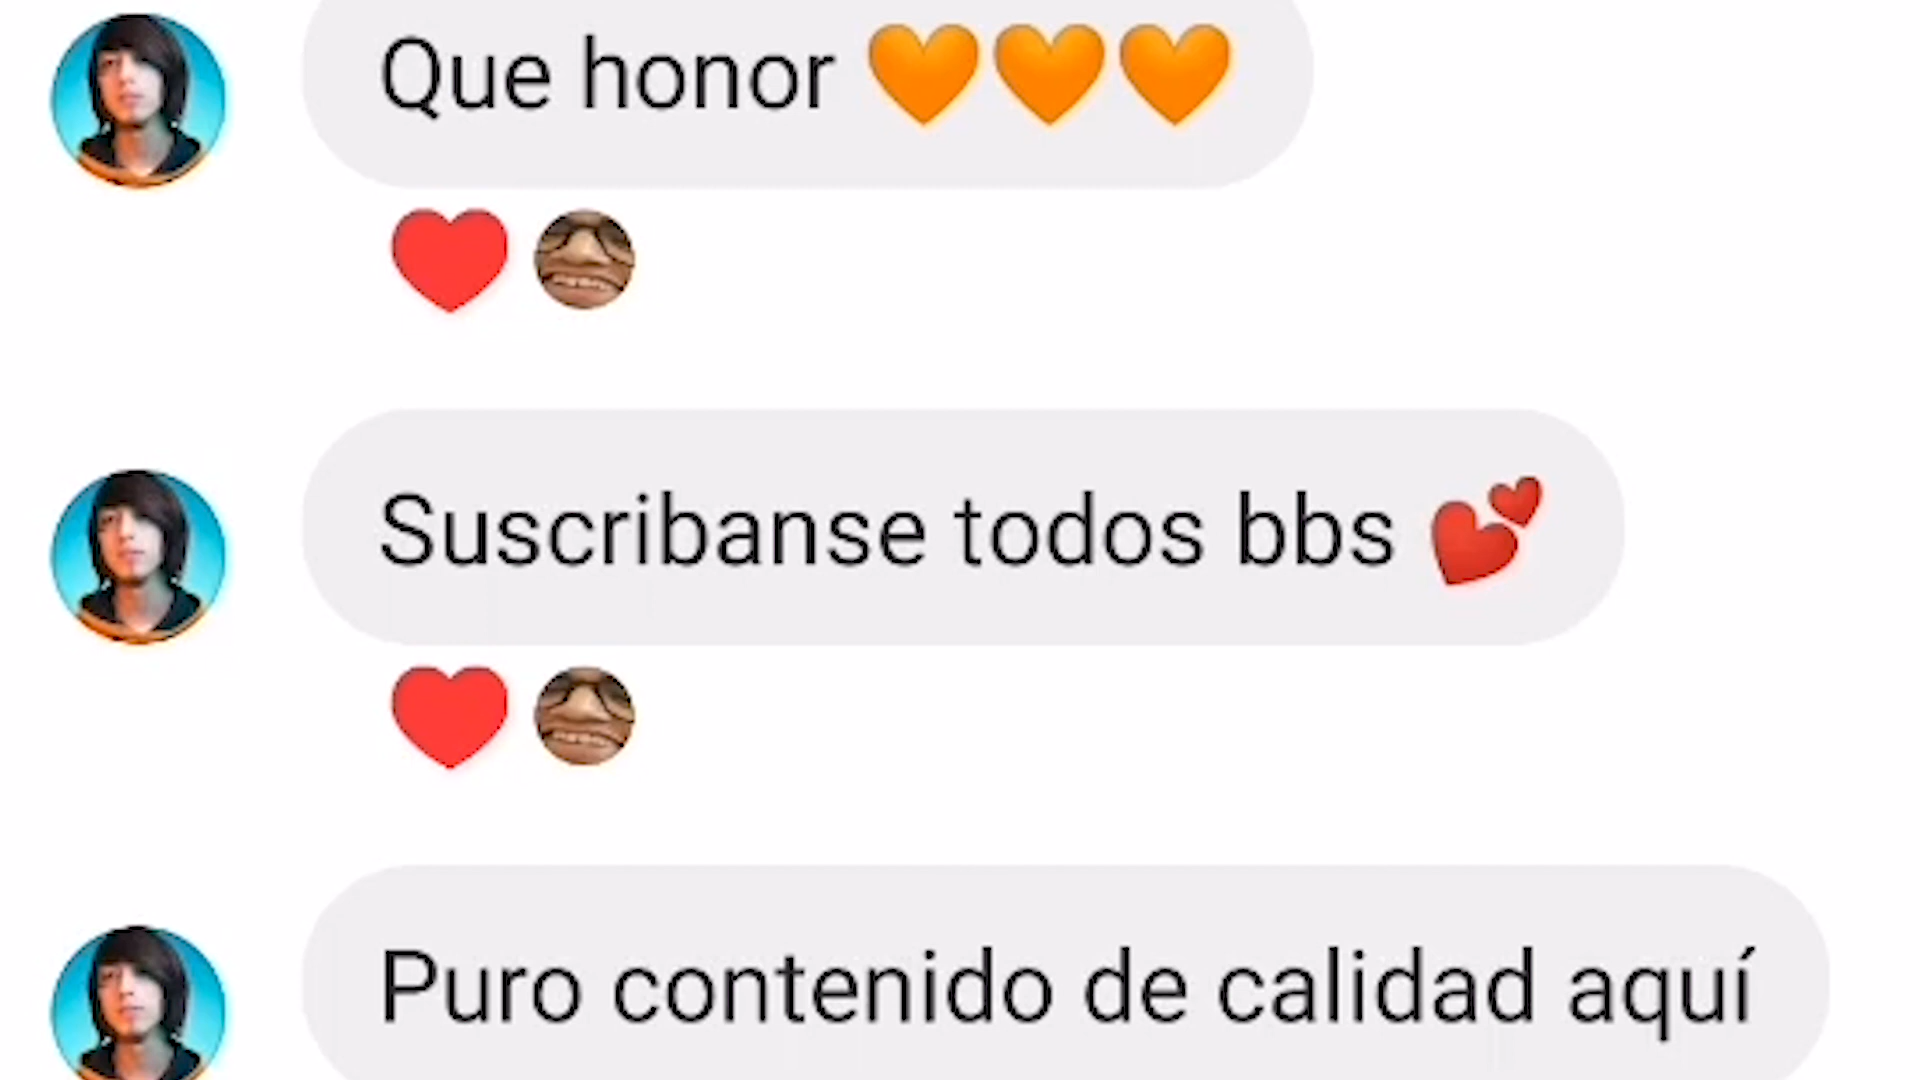 Que honor 🧡🧡🧡
Suscribanse todos bbs 💕
Puro contenido de calidad aquí